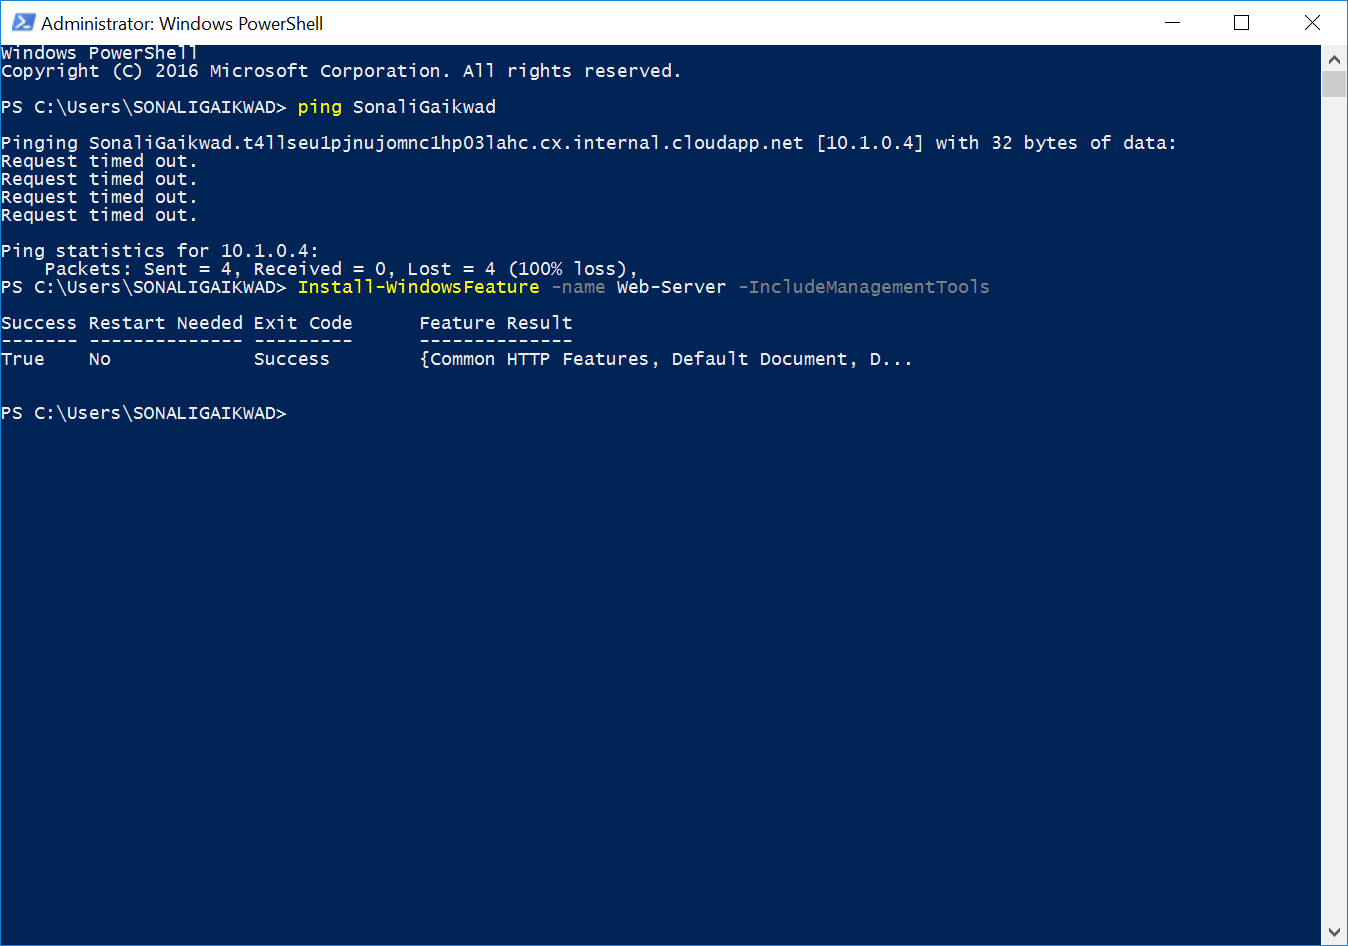 Administrator: Windows PowerShell
Windows PowerShell
Copyright (C) 2016 Microsoft Corporation. All rights reserved.
PS C:\Users\SONALIGAIKWAD> ping SonaliGaikwad
Pinging SonaliGaikwad.t4llseu1pjnujomnc1hp03lahc.cx.internal.cloudapp.net [10.1.0.4] with 32 bytes of data:
Request timed out.
Request timed out.
Request timed out.
Request timed out.
Ping statistics for 10.1.0.4:
    Packets: Sent = 4, Received = 0, Lost = 4 (100% loss),
PS C:\Users\SONALIGAIKWAD> Install-WindowsFeature -name Web-Server -IncludeManagementTools
Success Restart Needed Exit Code      Feature Result
------- -------------- ---------      --------------
True    No             Success        {Common HTTP Features, Default Document, D...
PS C:\Users\SONALIGAIKWAD>